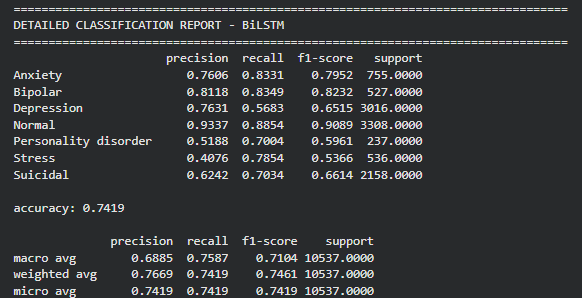 ================================================================================
DETAILED CLASSIFICATION REPORT - BiLSTM
================================================================================
precision recall f1-score support
Anxiety 0.7606 0.8331 0.7952 755.0000
Bipolar 0.8118 0.8349 0.8232 527.0000
Depression 0.7631 0.5683 0.6515 3016.0000
Normal 0.9337 0.8854 0.9089 3308.0000
Personality disorder 0.5188 0.7004 0.5961 237.0000
Stress 0.4076 0.7854 0.5366 536.0000
Suicidal 0.6242 0.7034 0.6614 2158.0000
accuracy: 0.7419
precision recall f1-score support
macro avg 0.6885 0.7587 0.7104 10537.0000
weighted avg 0.7669 0.7419 0.7461 10537.0000
micro avg 0.7419 0.7419 0.7419 10537.0000